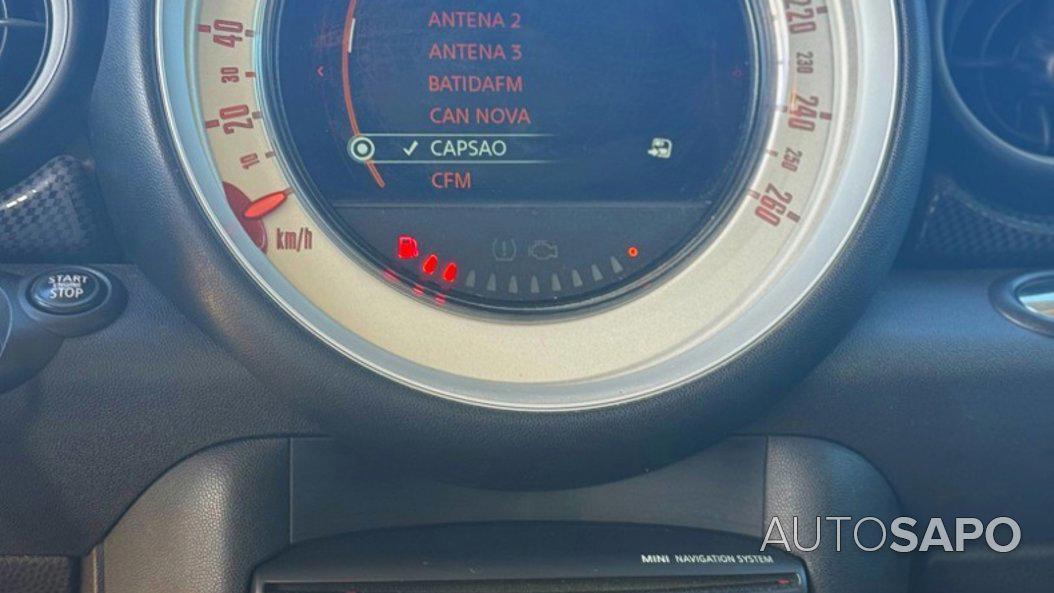 ANTENA 2
ANTENA 3
BATIDAFM
CAN NOVA
CAPSAO
CFM
40
30
20
10
km/h
220
230
240
250
260
START
ENGINE
STOP
MINI NAVIGATION SYSTEM
AUTOSAPO